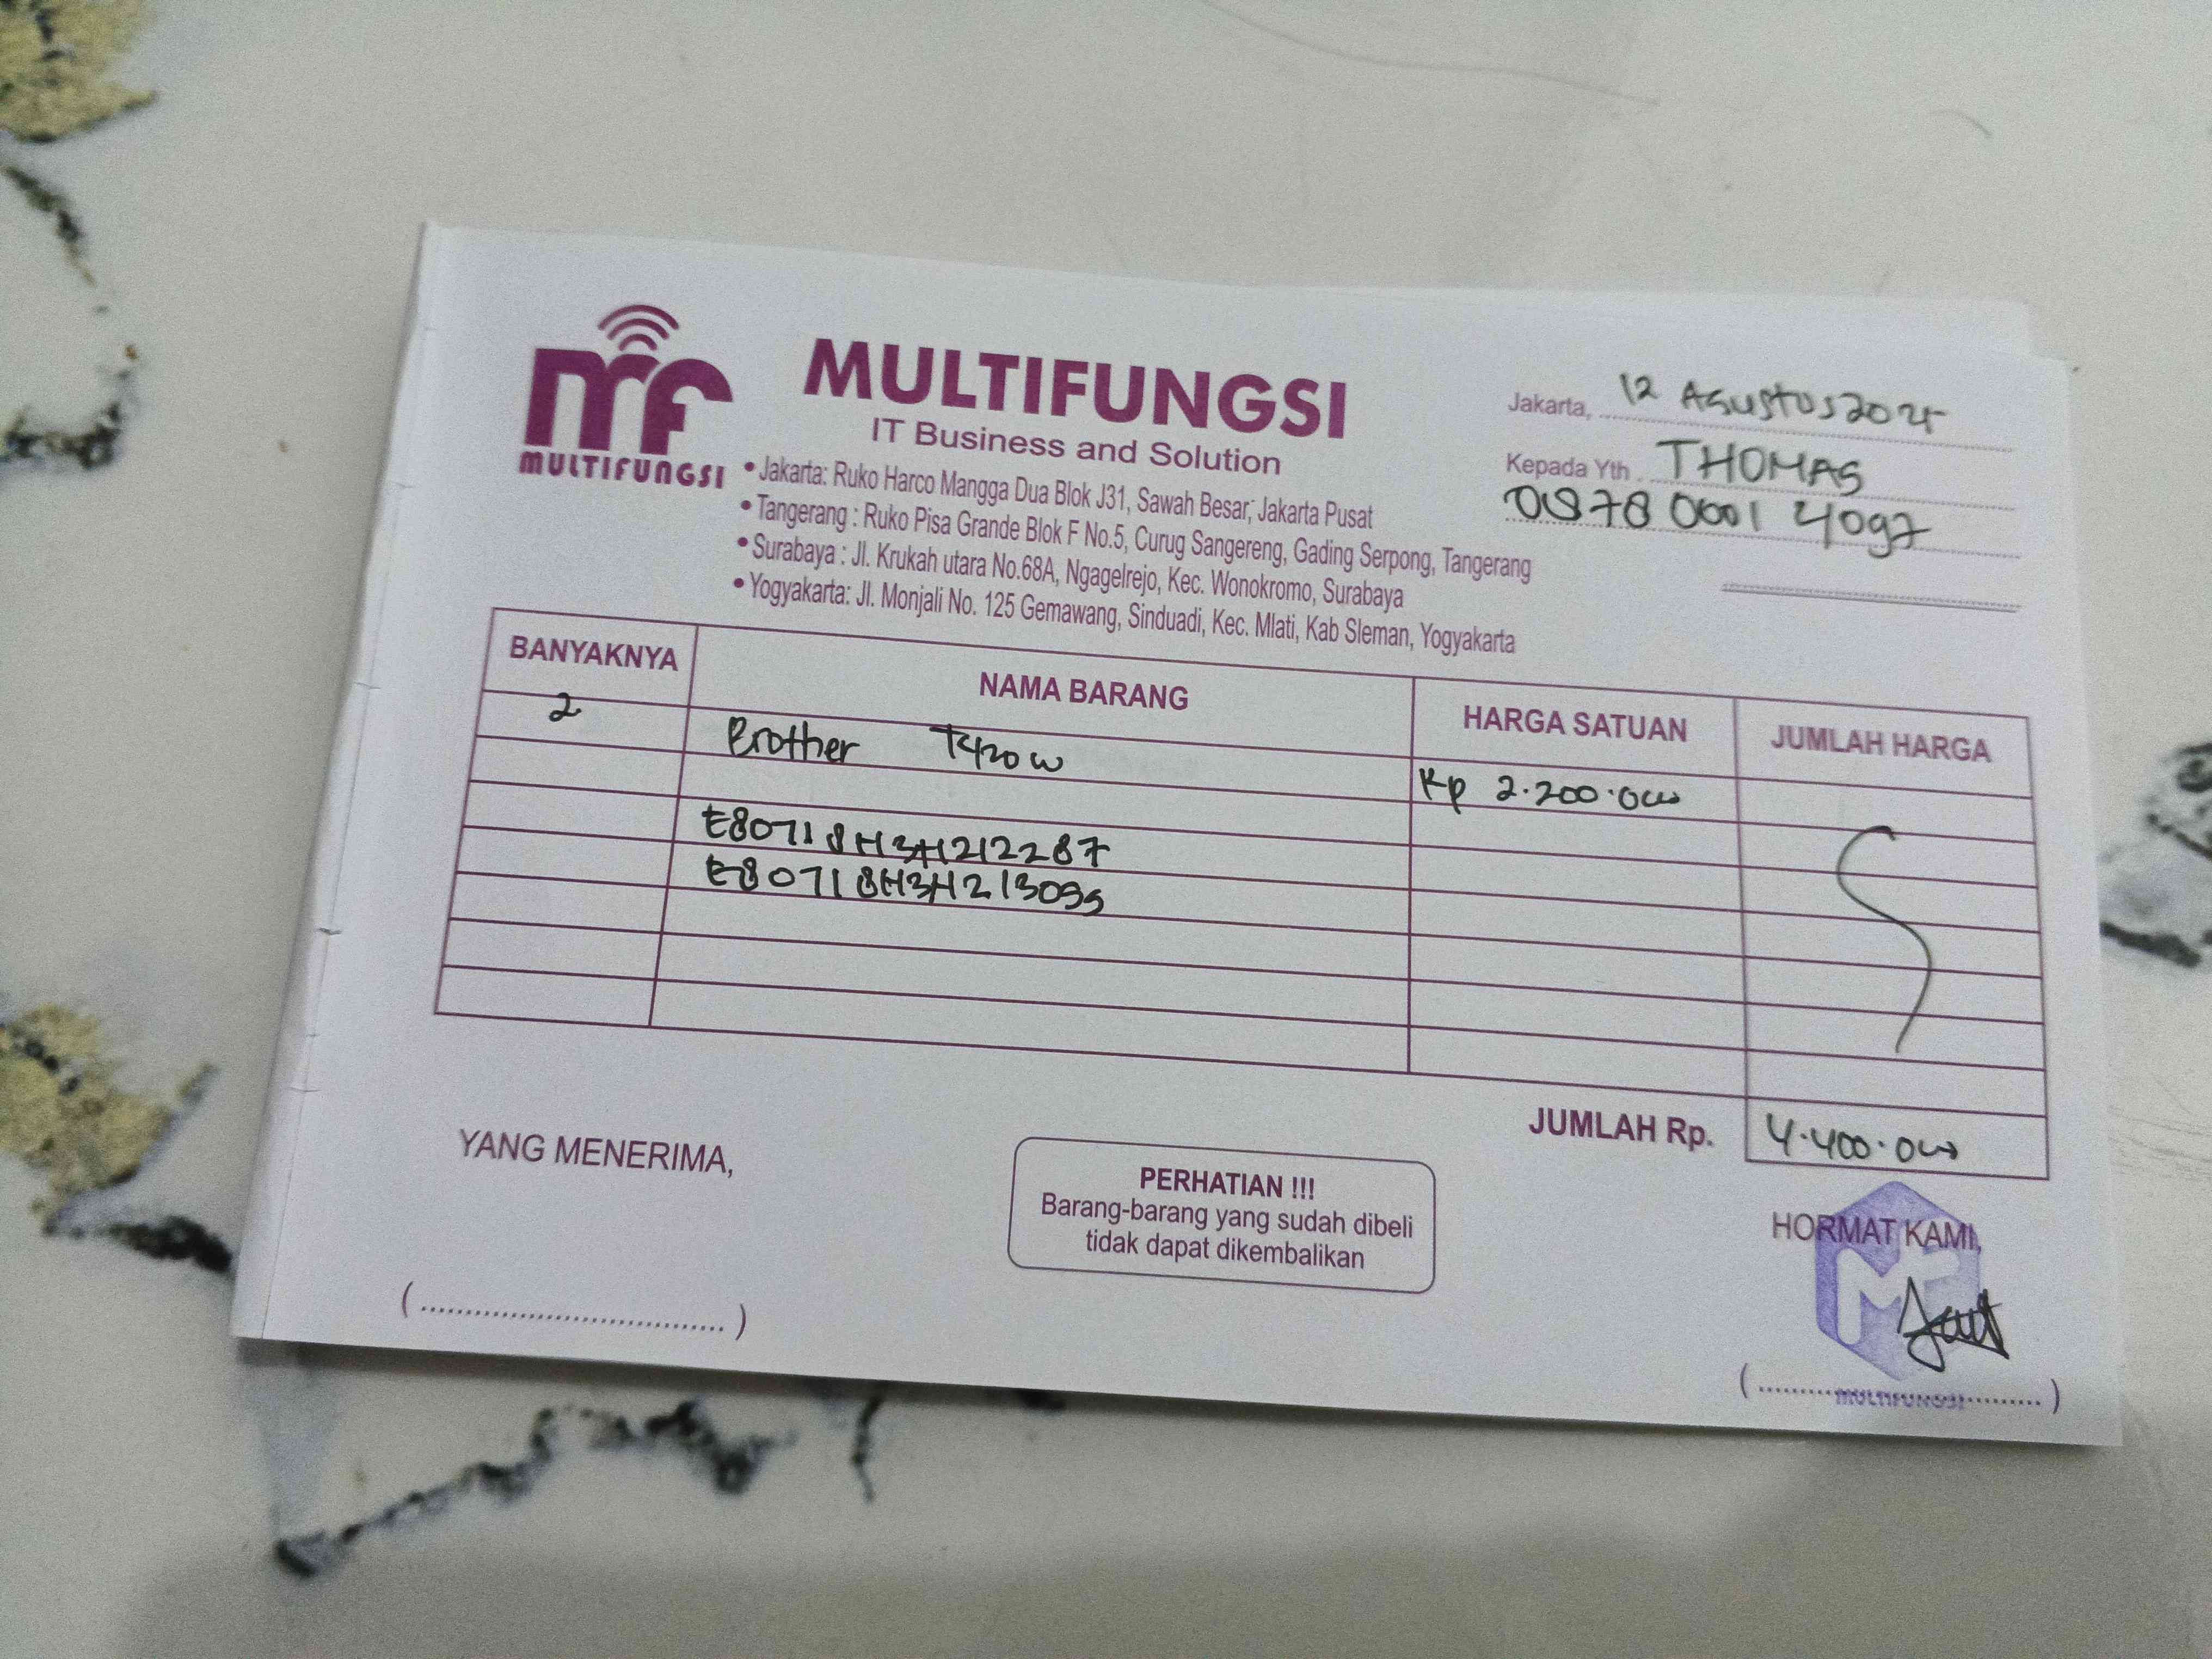 MULTIFUNGSI
MULTIFUNGSI
IT Business and Solution
• Jakarta: Ruko Harco Mangga Dua Blok J31, Sawah Besar, Jakarta Pusat
• Tangerang : Ruko Pisa Grande Blok F No.5, Curug Sangereng, Gading Serpong, Tangerang
• Surabaya : Jl. Krukah utara No.68A, Ngagelrejo, Kec. Wonokromo, Surabaya
• Yogyakarta: Jl. Monjali No. 125 Gemawang, Sinduadi, Kec. Mlati, Kab Sleman, Yogyakarta
Jakarta, 12 Agustus 2025
Kepada Yth. THOMAS
0878 0001 4097
BANYAKNYA NAMA BARANG HARGA SATUAN JUMLAH HARGA
2 Brother T420W Rp 2.200.000
E80718H3H212287
E80718H3H213099
JUMLAH Rp. 4.400.000
YANG MENERIMA,
PERHATIAN !!!
Barang-barang yang sudah dibeli
tidak dapat dikembalikan
HORMAT KAMI,
MULTIFUNGSI